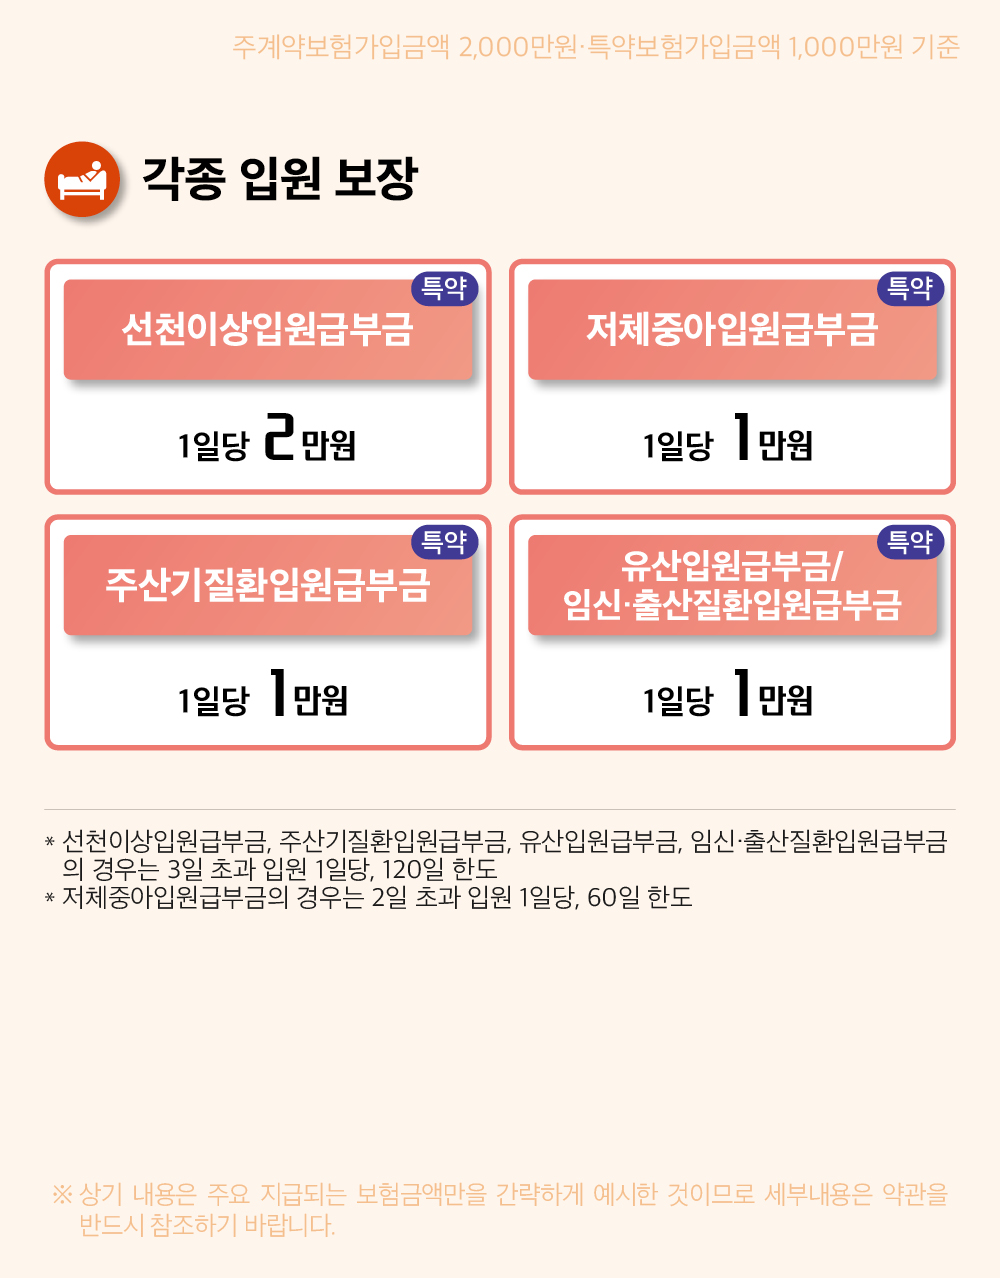 주계약보험가입금액 2,000만원·특약보험가입금액 1,000만원 기준
각종 입원 보장
특약
선천이상입원급부금
1일당 2만원
특약
저체중아입원급부금
1일당 1만원
특약
주산기질환입원급부금
1일당 1만원
특약
유산입원급부금/
임신·출산질환입원급부금
1일당 1만원
* 선천이상입원급부금, 주산기질환입원급부금, 유산입원급부금, 임신·출산질환입원급부금
의 경우는 3일 초과 입원 1일당, 120일 한도
* 저체중아입원급부금의 경우는 2일 초과 입원 1일당, 60일 한도
※ 상기 내용은 주요 지급되는 보험금액만을 간략하게 예시한 것이므로 세부내용은 약관을
반드시 참조하기 바랍니다.